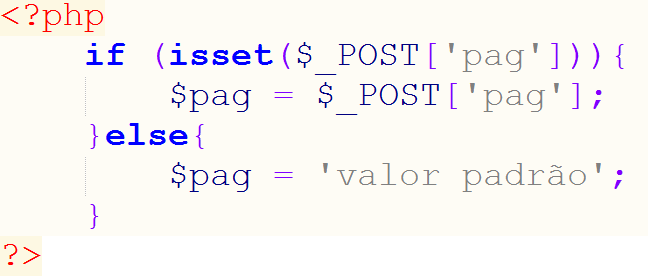 <?php
    if (isset($_POST['pag'])){
        $pag = $_POST['pag'];
    }else{
        $pag = 'valor padrão';
    }
?>